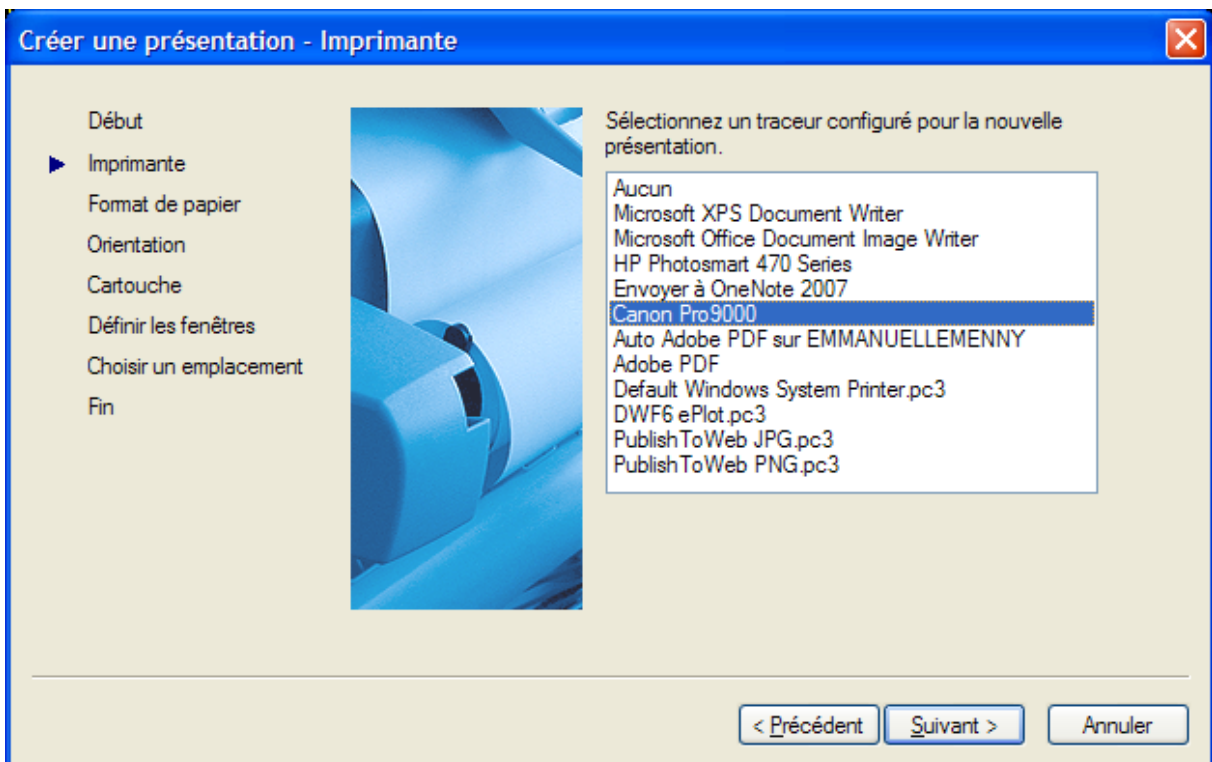 Créer une présentation - Imprimante
Début
Imprimante
Format de papier
Orientation
Cartouche
Définir les fenêtres
Choisir un emplacement
Fin
Sélectionnez un traceur configuré pour la nouvelle
présentation.
Aucun
Microsoft XPS Document Writer
Microsoft Office Document Image Writer
HP Photosmart 470 Series
Envoyer à OneNote 2007
Canon Pro9000
Auto Adobe PDF sur EMMANUELLEMENNY
Adobe PDF
Default Windows System Printer.pc3
DWF6 ePlot.pc3
PublishToWeb JPG.pc3
PublishToWeb PNG.pc3
< Précédent
Suivant >
Annuler